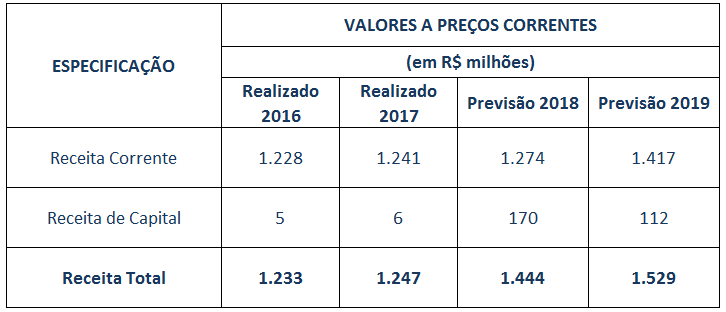 ESPECIFICAÇÃO
VALORES A PREÇOS CORRENTES
(em R$ milhões)
Realizado 2016
Realizado 2017
Previsão 2018
Previsão 2019
Receita Corrente 1.228 1.241 1.274 1.417
Receita de Capital 5 6 170 112
Receita Total 1.233 1.247 1.444 1.529